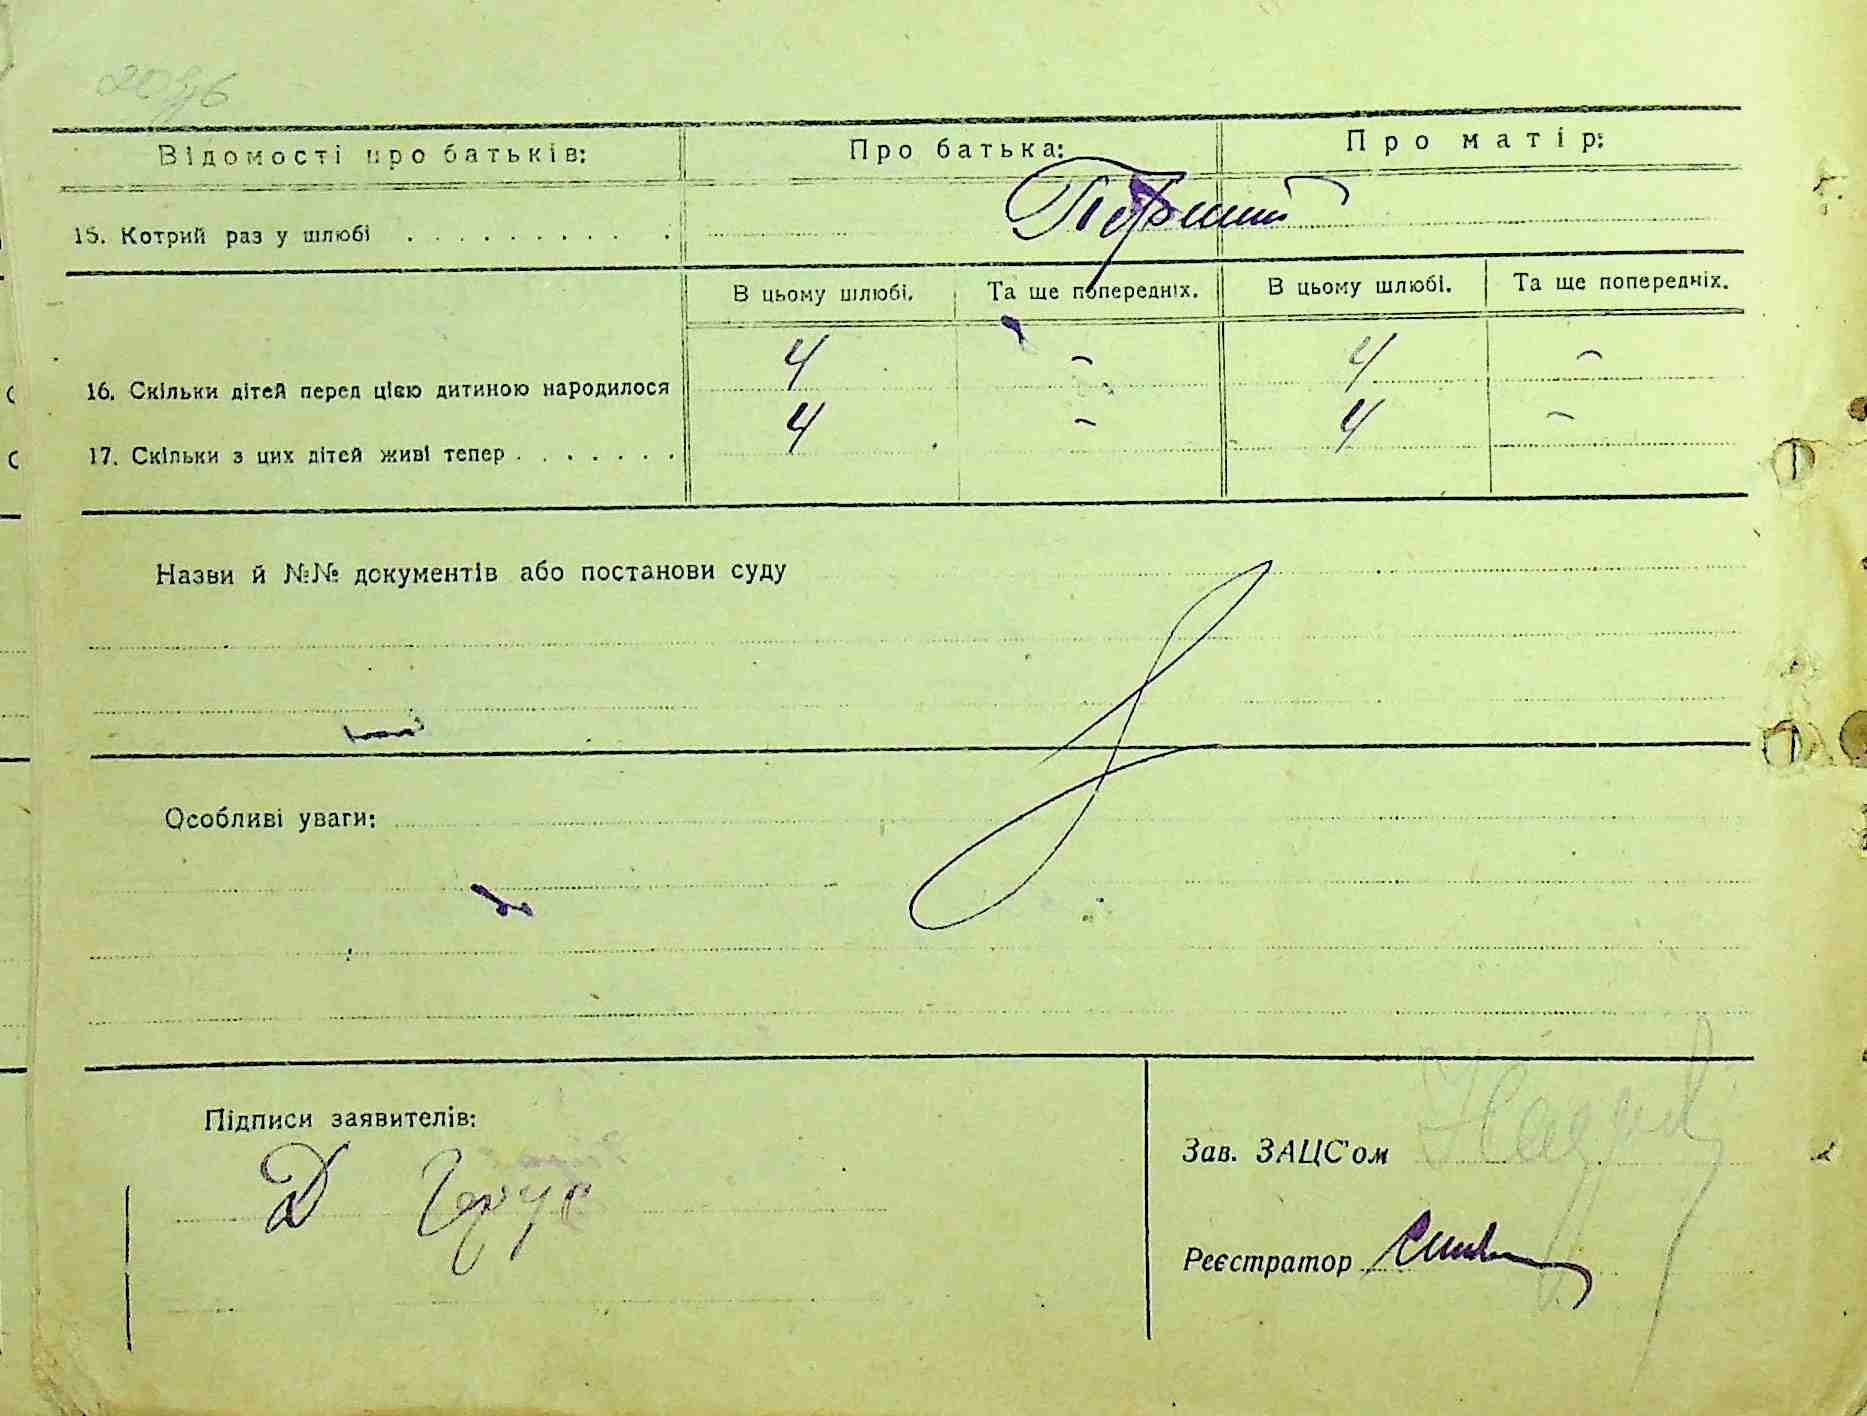 Відомості про батьків: Про батька: Про матір:
15. Котрий раз у шлюбі . . . . . . . . . . Перший
В цьому шлюбі. Та ще попередніх. В цьому шлюбі. Та ще попередніх.
16. Скільки дітей перед цією дитиною народилося 4 – 4 –
17. Скільки з цих дітей живі тепер . . . . . . . 4 – 4 –
Назви й №№ документів або постанови суду
Особливі уваги:
Підписи заявителів:
Д
Зав. ЗАЦС'ом
Реєстратор